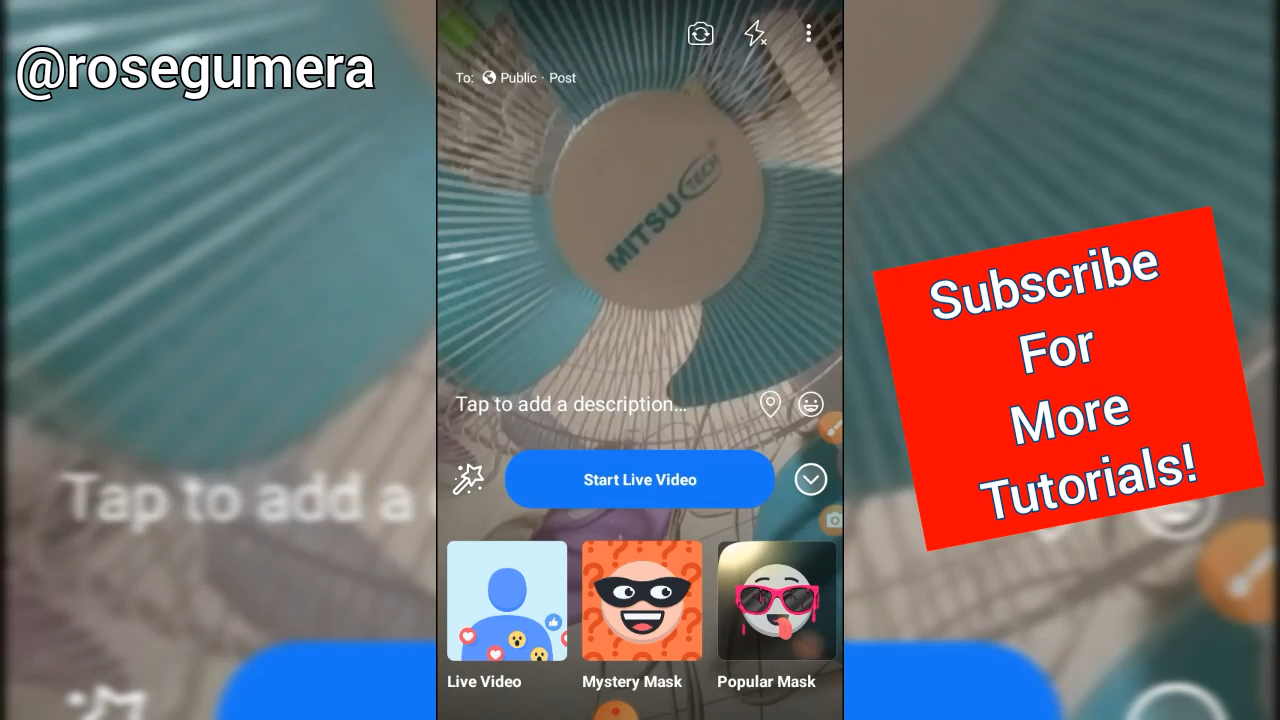 @rosegumera
To: Public · Post
MITSU TECH
Tap to add a description...
Start Live Video
Live Video
Mystery Mask
Popular Mask
Tap to add a
Subscribe
For
More
Tutorials!